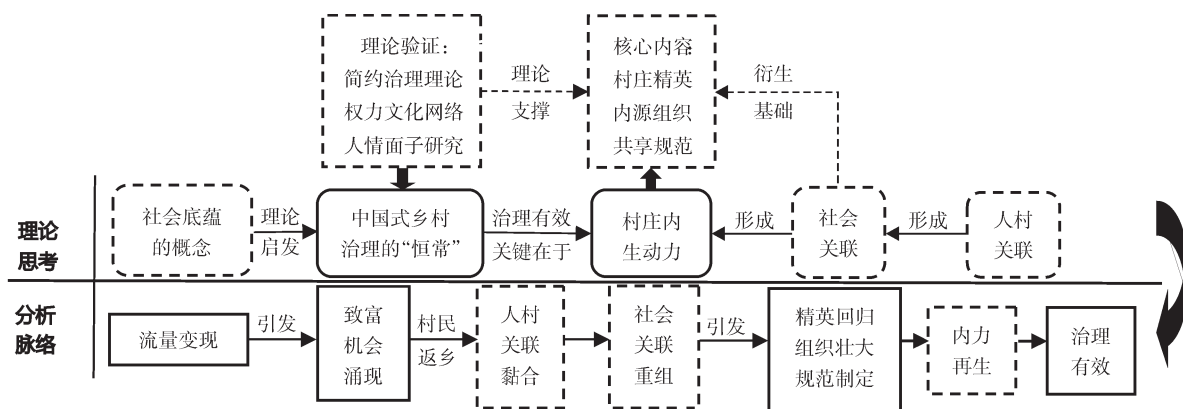 理论验证：
简约治理理论
权力文化网络
人情面子研究
理论
支撑
核心内容:
村庄精英
内源组织
共享规范
衍生
基础
理论
思考
社会底蕴
的概念
理论
启发
中国式乡村
治理的“恒常”
治理有效
关键在于
村庄内
生动力
形成
社会
关联
形成
人村
关联
分析
脉络
流量变现
引发
致富
机会
涌现
村民
返乡
人村
关联
黏合
社会
关联
重组
引发
精英回归
组织壮大
规范制定
内力
再生
治理
有效